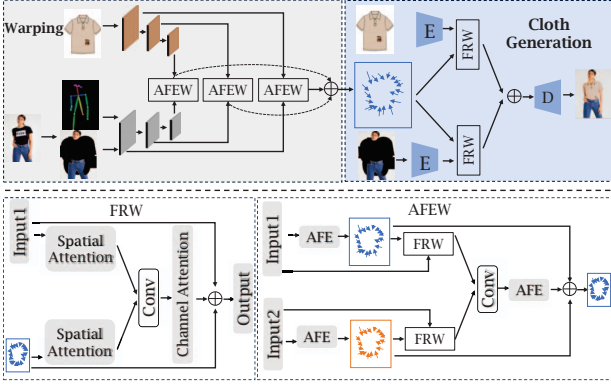 Warping
AFEW
AFEW
AFEW
E
FRW
Cloth
Generation
D
FRW
E
FRW
Input1
Spatial
Attention
Conv
Channel Attention
Output
Spatial
Attention
AFEW
Input1
AFE
FRW
Conv
AFE
Input2
AFE
FRW